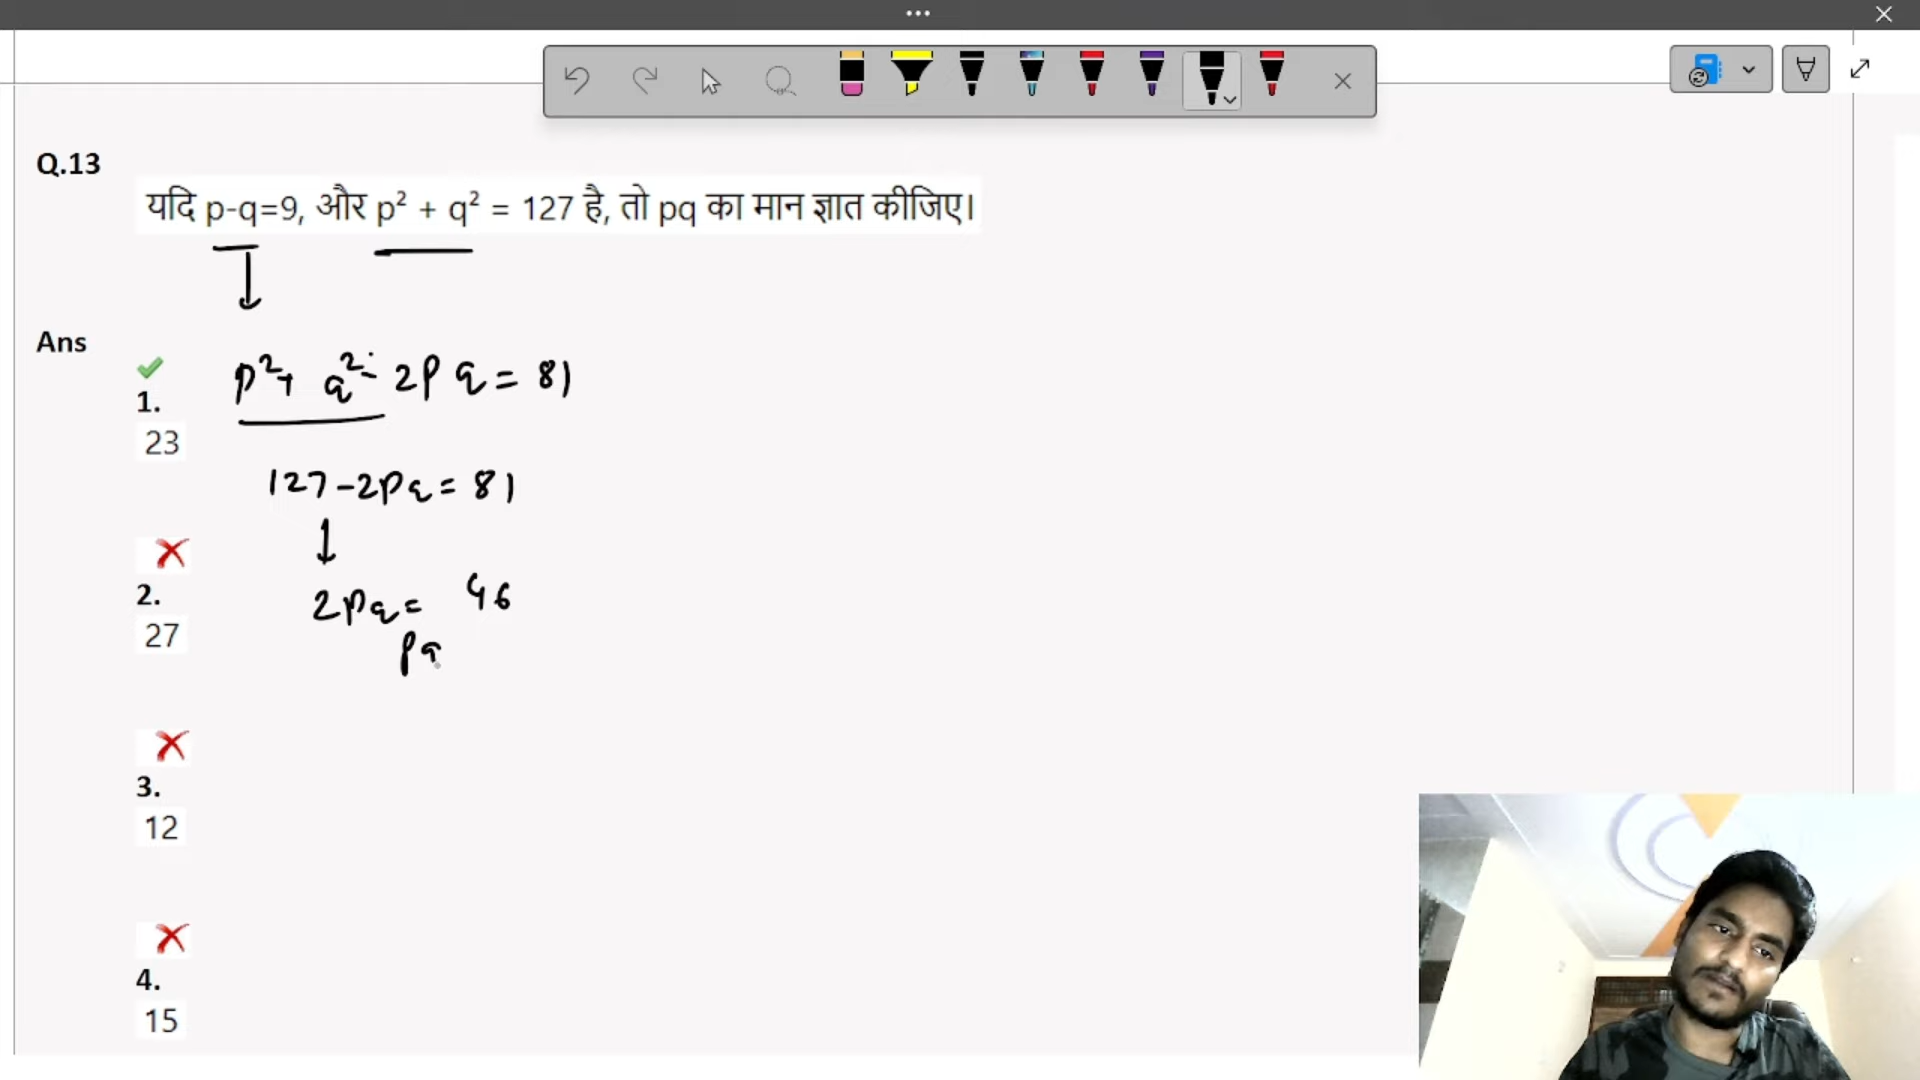 Q.13
यदि p-q=9, और p² + q² = 127 है, तो pq का मान ज्ञात कीजिए।
Ans
p²+ q²- 2pq = 81
1.
23
127-2pq = 81
2.
2pq = 46
27
pq
3.
12
4.
15